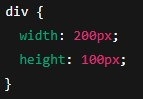 div {
  width: 200px;
  height: 100px;
}